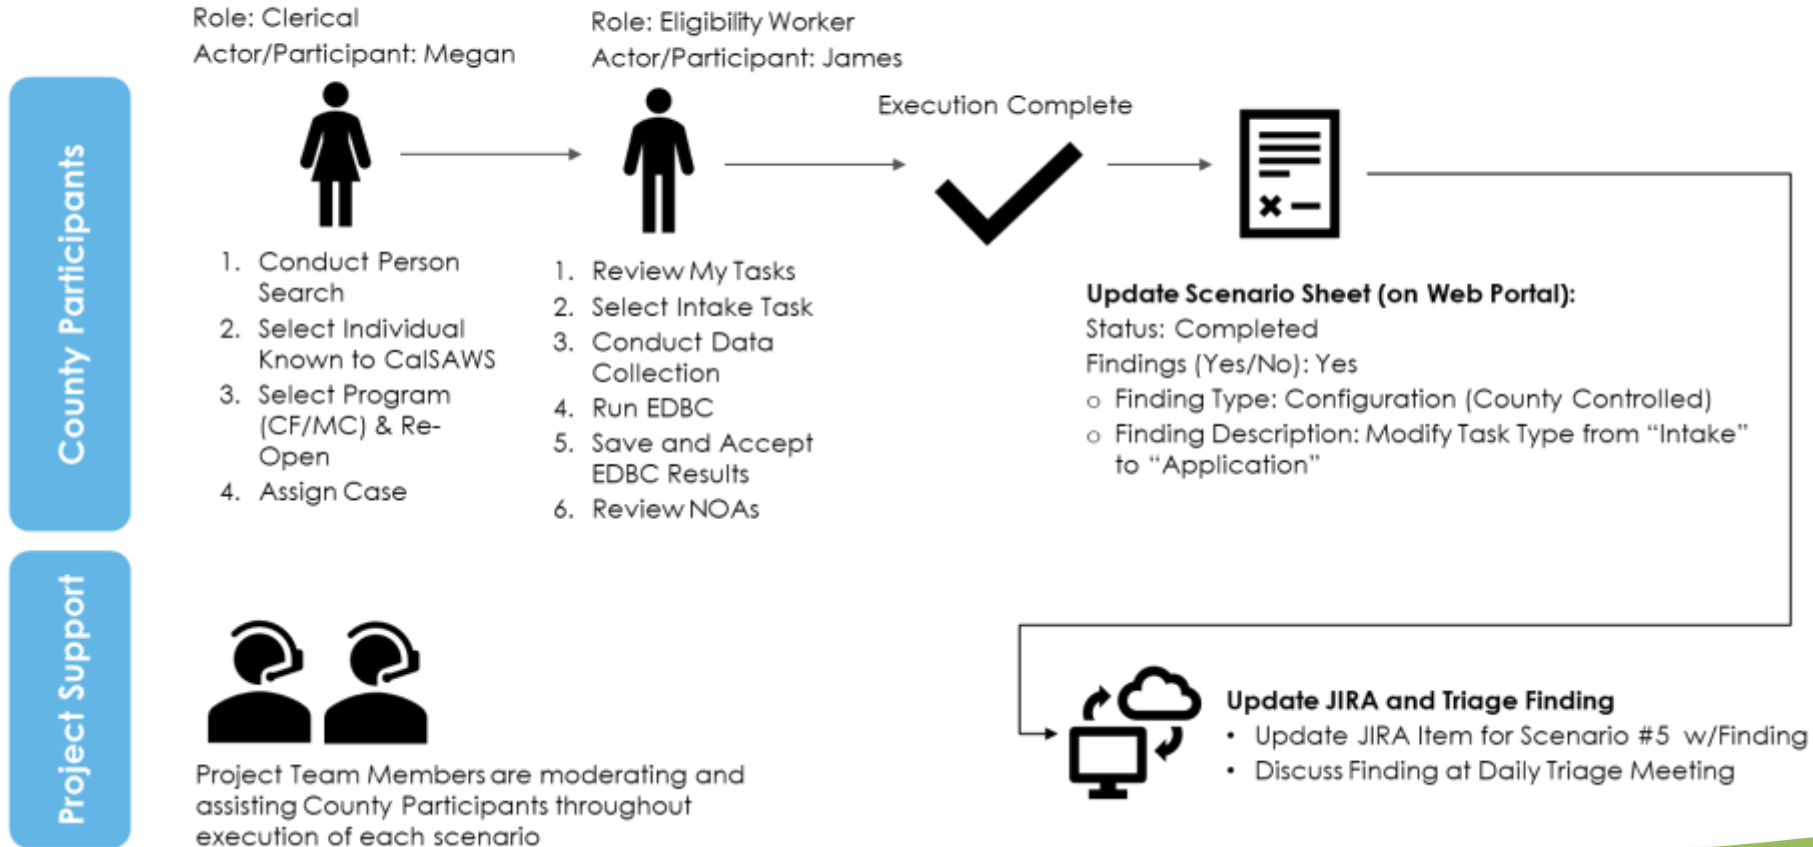 Role: Clerical
Actor/Participant: Megan
Role: Eligibility Worker
Actor/Participant: James
Execution Complete
County Participants
1. Conduct Person
Search
2. Select Individual
Known to CalSAWS
3. Select Program
(CF/MC) & Re-
Open
4. Assign Case
1. Review My Tasks
2. Select Intake Task
3. Conduct Data
Collection
4. Run EDBC
5. Save and Accept
EDBC Results
6. Review NOAs
Update Scenario Sheet (on Web Portal):
Status: Completed
Findings (Yes/No): Yes
o Finding Type: Configuration (County Controlled)
o Finding Description: Modify Task Type from “Intake”
to “Application”
Project Support
Project Team Members are moderating and
assisting County Participants throughout
execution of each scenario
Update JIRA and Triage Finding
• Update JIRA Item for Scenario #5 w/Finding
• Discuss Finding at Daily Triage Meeting